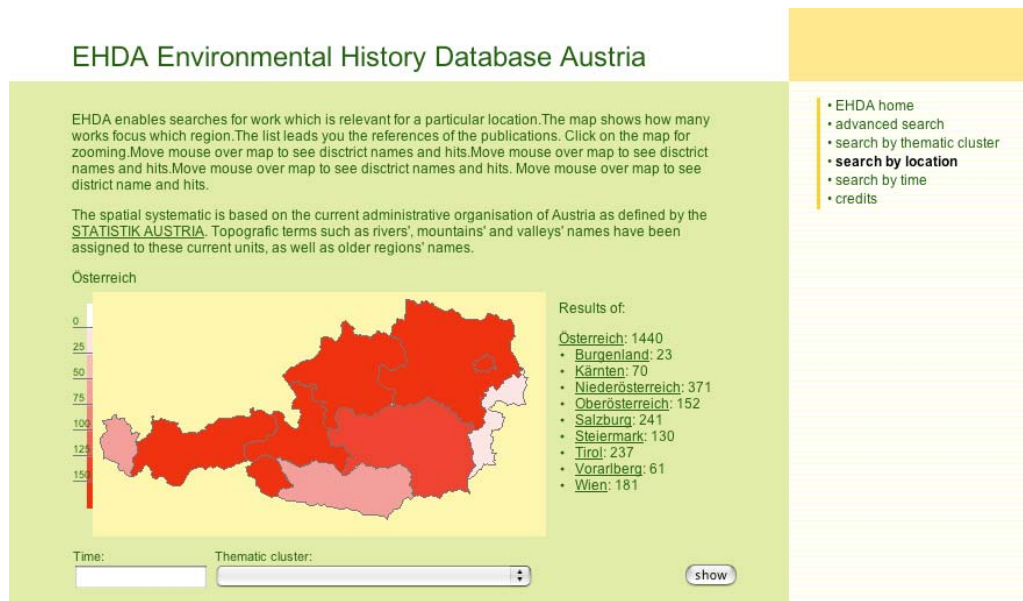 EHDA Environmental History Database Austria
EHDA enables searches for work which is relevant for a particular location.The map shows how many
works focus which region.The list leads you the references of the publications. Click on the map for
zooming.Move mouse over map to see disctrict names and hits.Move mouse over map to see disctrict
names and hits.Move mouse over map to see disctrict names and hits. Move mouse over map to see
district name and hits.
The spatial systematic is based on the current administrative organisation of Austria as defined by the
STATISTIK AUSTRIA. Topografic terms such as rivers', mountains' and valleys' names have been
assigned to these current units, as well as older regions' names.
Österreich
0
25
50
75
100
125
150
Results of:
Österreich: 1440
• Burgenland: 23
• Kärnten: 70
• Niederösterreich: 371
• Oberösterreich: 152
• Salzburg: 241
• Steiermark: 130
• Tirol: 237
• Vorarlberg: 61
• Wien: 181
Time:
Thematic cluster:
show
• EHDA home
• advanced search
• search by thematic cluster
• search by location
• search by time
• credits